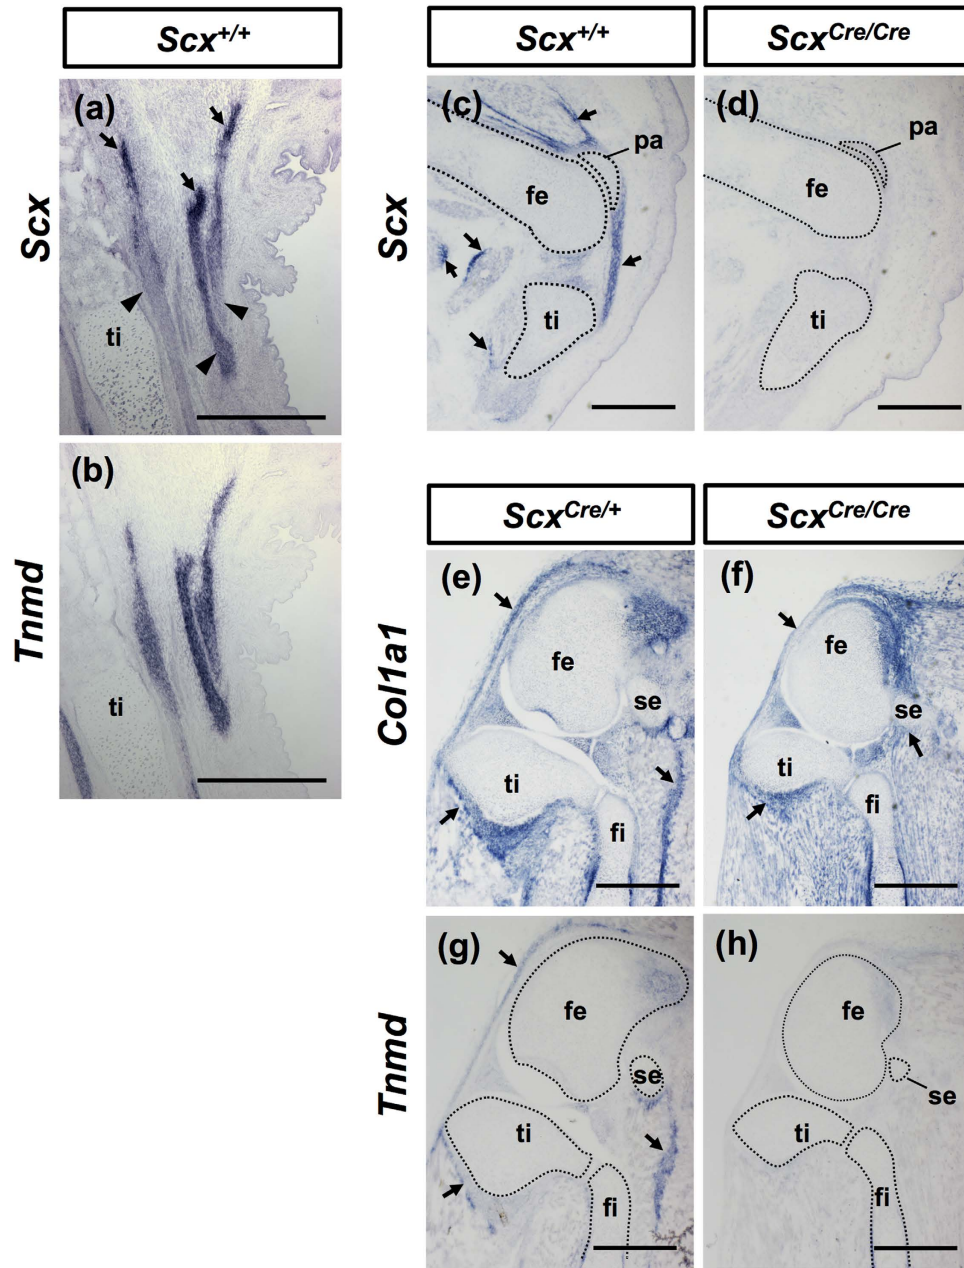 Scx+/+
Scx+/+
ScxCre/Cre
Scx
(a)
ti
(c)
pa
fe
ti
(d)
pa
fe
ti
Tnmd
(b)
ti
ScxCre/+
ScxCre/Cre
Col1a1
(e)
fe
se
ti
fi
(f)
fe
se
ti
fi
Tnmd
(g)
fe
se
ti
fi
(h)
fe
se
ti
fi